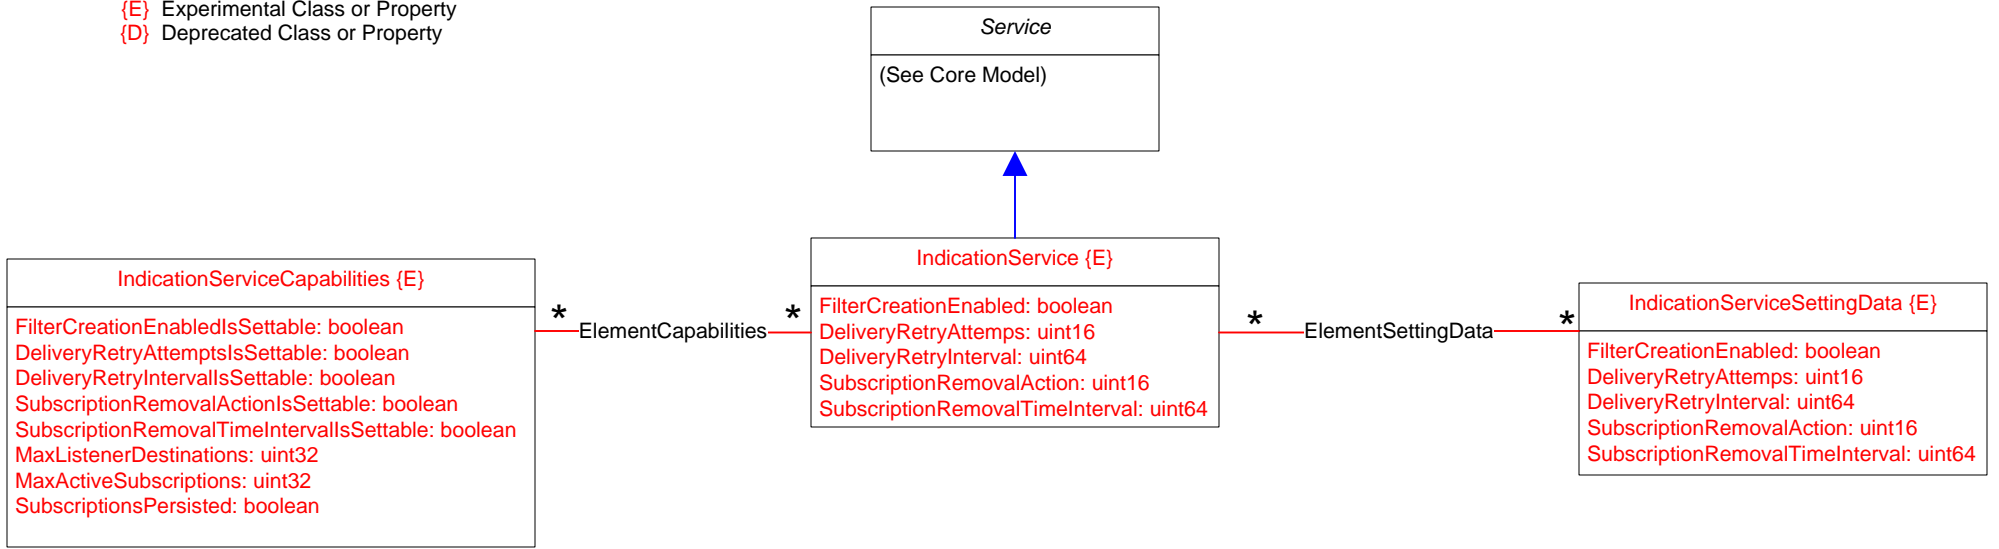 {E} Experimental Class or Property
{D} Deprecated Class or Property
Service
(See Core Model)
IndicationServiceCapabilities {E}
FilterCreationEnabledIsSettable: boolean
DeliveryRetryAttemptsIsSettable: boolean
DeliveryRetryIntervalIsSettable: boolean
SubscriptionRemovalActionIsSettable: boolean
SubscriptionRemovalTimeIntervalIsSettable: boolean
MaxListenerDestinations: uint32
MaxActiveSubscriptions: uint32
SubscriptionsPersisted: boolean
*
ElementCapabilities
*
IndicationService {E}
FilterCreationEnabled: boolean
DeliveryRetryAttemps: uint16
DeliveryRetryInterval: uint64
SubscriptionRemovalAction: uint16
SubscriptionRemovalTimeInterval: uint64
*
ElementSettingData
*
IndicationServiceSettingData {E}
FilterCreationEnabled: boolean
DeliveryRetryAttemps: uint16
DeliveryRetryInterval: uint64
SubscriptionRemovalAction: uint16
SubscriptionRemovalTimeInterval: uint64